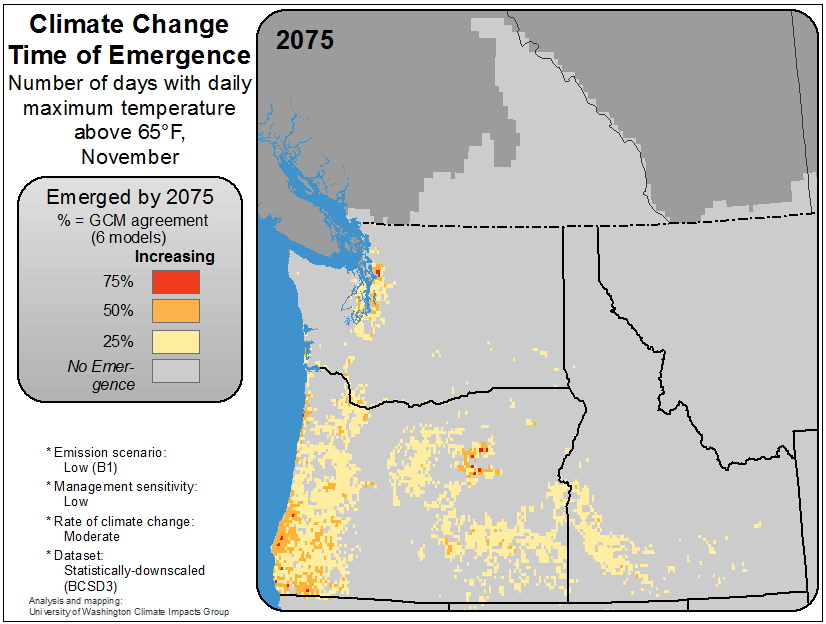 Climate Change
Time of Emergence
Number of days with daily
maximum temperature
above 65°F,
November
2075
Emerged by 2075
% = GCM agreement
(6 models)
Increasing
75%
50%
25%
No Emer-
gence
* Emission scenario:
Low (B1)
* Management sensitivity:
Low
* Rate of climate change:
Moderate
* Dataset:
Statistically-downscaled
(BCSD3)
Analysis and mapping:
University of Washington Climate Impacts Group